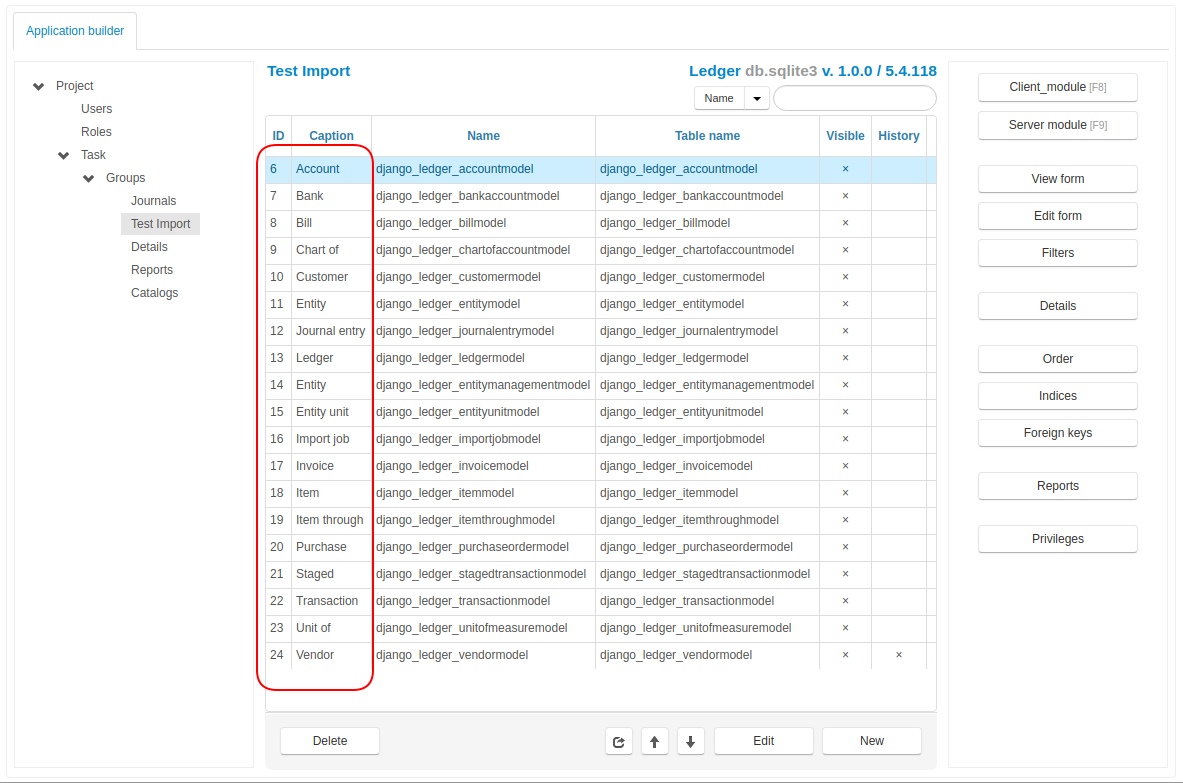 Application builder
Project
Users
Roles
Task
Groups
Journals
Test Import
Details
Reports
Catalogs
Test Import
Ledger db.sqlite3 v. 1.0.0 / 5.4.118
Name
ID Caption Name Table name Visible History
6 Account django_ledger_accountmodel django_ledger_accountmodel ×
7 Bank django_ledger_bankaccountmodel django_ledger_bankaccountmodel ×
8 Bill django_ledger_billmodel django_ledger_billmodel ×
9 Chart of django_ledger_chartofaccountmodel django_ledger_chartofaccountmodel ×
10 Customer django_ledger_customermodel django_ledger_customermodel ×
11 Entity django_ledger_entitymodel django_ledger_entitymodel ×
12 Journal entry django_ledger_journalentrymodel django_ledger_journalentrymodel ×
13 Ledger django_ledger_ledgermodel django_ledger_ledgermodel ×
14 Entity django_ledger_entitymanagementmodel django_ledger_entitymanagementmodel ×
15 Entity unit django_ledger_entityunitmodel django_ledger_entityunitmodel ×
16 Import job django_ledger_importjobmodel django_ledger_importjobmodel ×
17 Invoice django_ledger_invoicemodel django_ledger_invoicemodel ×
18 Item django_ledger_itemmodel django_ledger_itemmodel ×
19 Item through django_ledger_itemthroughmodel django_ledger_itemthroughmodel ×
20 Purchase django_ledger_purchaseordermodel django_ledger_purchaseordermodel ×
21 Staged django_ledger_stagedtransactionmodel django_ledger_stagedtransactionmodel ×
22 Transaction django_ledger_transactionmodel django_ledger_transactionmodel ×
23 Unit of django_ledger_unitofmeasuremodel django_ledger_unitofmeasuremodel ×
24 Vendor django_ledger_vendormodel django_ledger_vendormodel × ×
Delete
Edit
New
Client_module [F8]
Server module [F9]
View form
Edit form
Filters
Details
Order
Indices
Foreign keys
Reports
Privileges